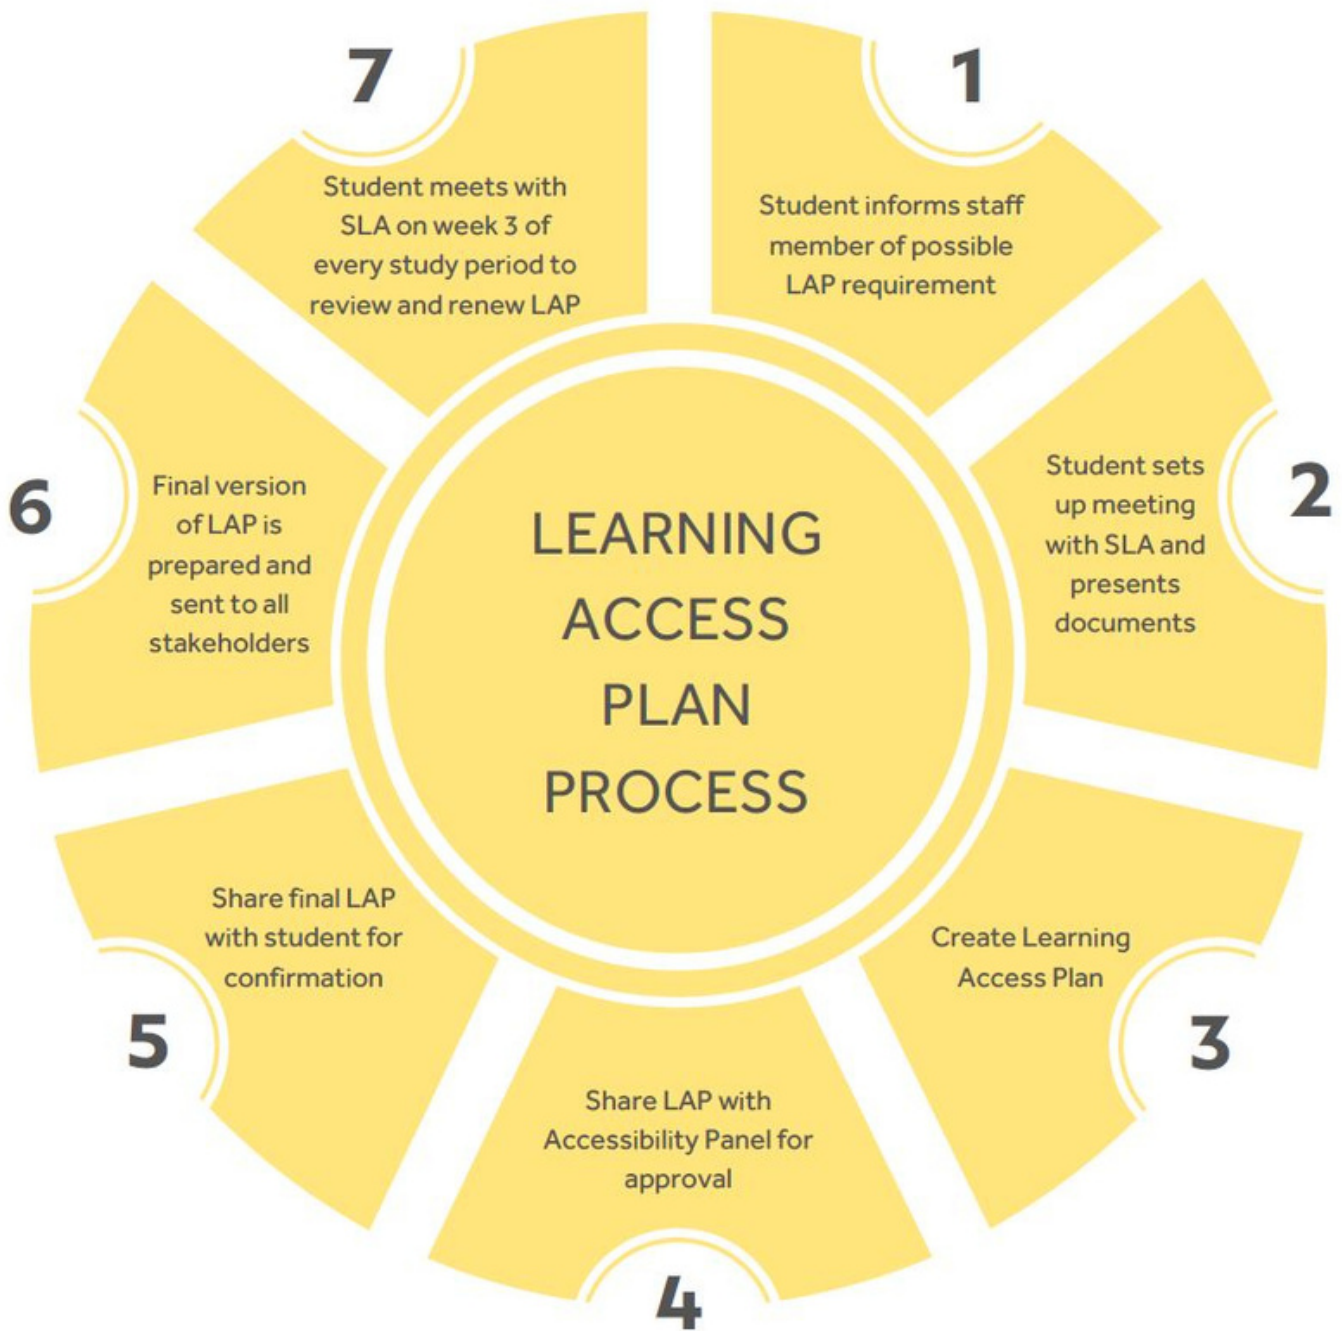 LEARNING
ACCESS
PLAN
PROCESS
1
Student informs staff
member of possible
LAP requirement
2
Student sets
up meeting
with SLA and
presents
documents
3
Create Learning
Access Plan
4
Share LAP with
Accessibility Panel for
approval
5
Share final LAP
with student for
confirmation
6
Final version
of LAP is
prepared and
sent to all
stakeholders
7
Student meets with
SLA on week 3 of
every study period to
review and renew LAP